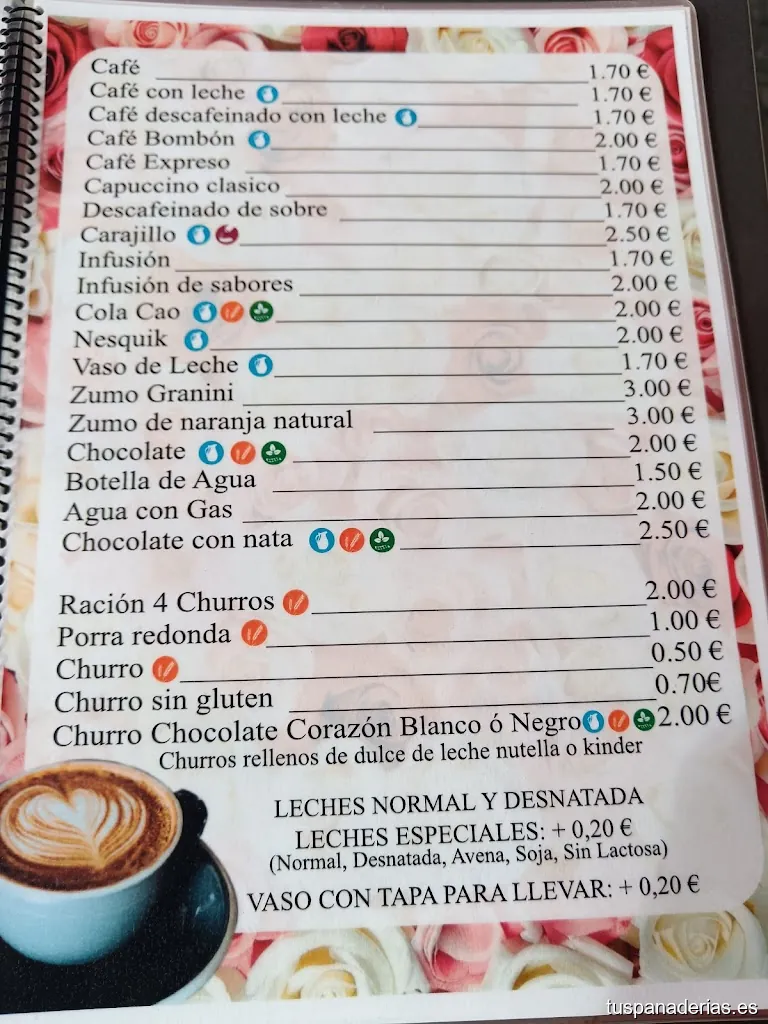 Café 1.70 €
Café con leche 1.70 €
Café descafeinado con leche 1.70 €
Café Bombón 2.00 €
Café Expreso 1.70 €
Capuccino clasico 2.00 €
Descafeinado de sobre 1.70 €
Carajillo 2.50 €
Infusión 1.70 €
Infusión de sabores 2.00 €
Cola Cao 2.00 €
Nesquik 2.00 €
Vaso de Leche 1.70 €
Zumo Granini 3.00 €
Zumo de naranja natural 3.00 €
Chocolate 2.00 €
Botella de Agua 1.50 €
Agua con Gas 2.00 €
Chocolate con nata 2.50 €
Ración 4 Churros 2.00 €
Porra redonda 1.00 €
Churro 0.50 €
Churro sin gluten 0.70€
Churro Chocolate Corazón Blanco ó Negro 2.00 €
Churros rellenos de dulce de leche nutella o kinder
LECHES NORMAL Y DESNATADA
LECHES ESPECIALES: + 0,20 €
(Normal, Desnatada, Avena, Soja, Sin Lactosa)
VASO CON TAPA PARA LLEVAR: + 0,20 €
tuspanaderias.es